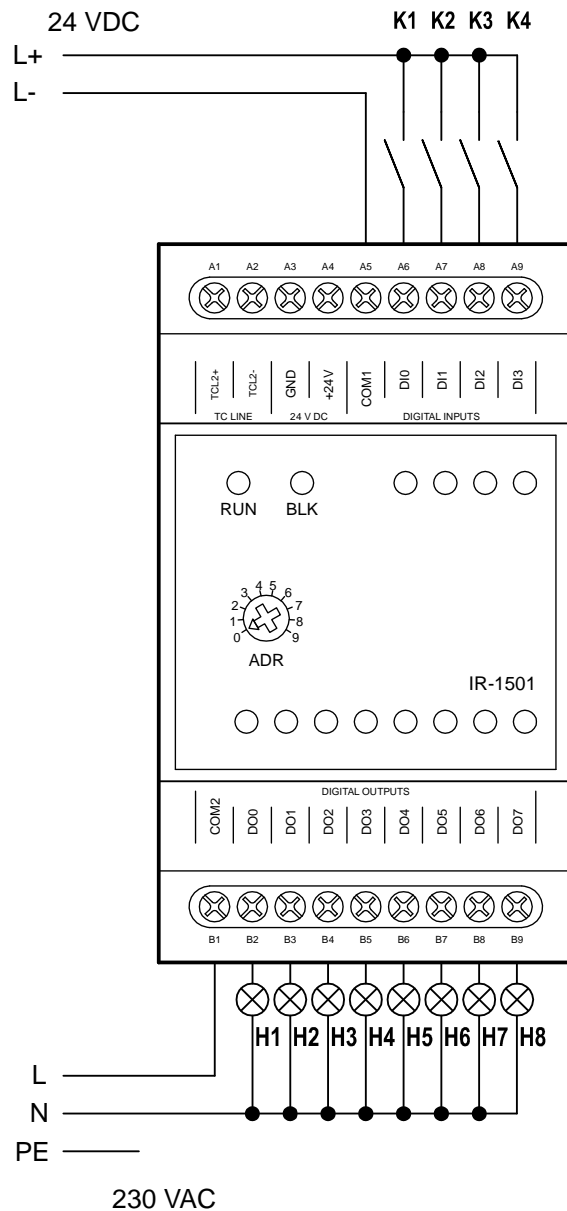 24 VDC K1 K2 K3 K4
L+
L-
A1 A2 A3 A4 A5 A6 A7 A8 A9
TCL2+ TCL2- GND +24V COM1 DI0 DI1 DI2 DI3
TC LINE 24 V DC DIGITAL INPUTS
RUN BLK
0 1 2 3 4 5 6 7 8 9
ADR
IR-1501
DIGITAL OUTPUTS
COM2 DO0 DO1 DO2 DO3 DO4 DO5 DO6 DO7
B1 B2 B3 B4 B5 B6 B7 B8 B9
H1 H2 H3 H4 H5 H6 H7 H8
L
N
PE
230 VAC